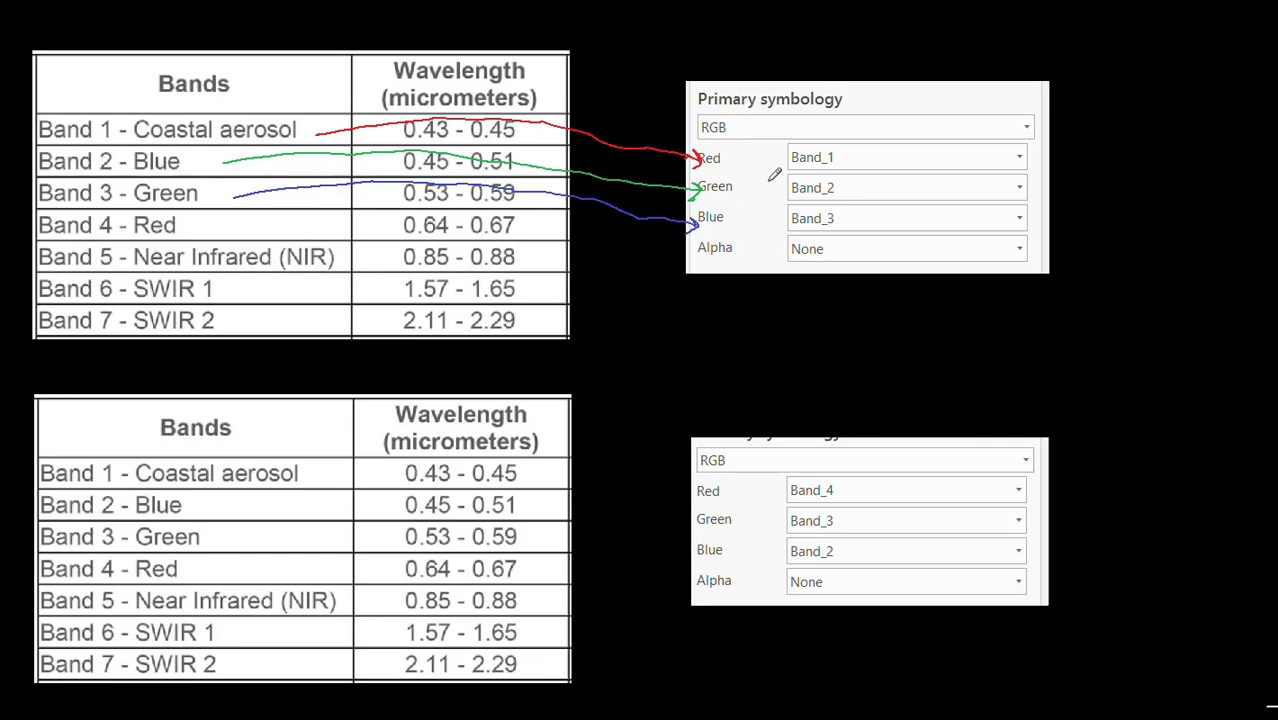 Bands Wavelength (micrometers)
Band 1 - Coastal aerosol 0.43 - 0.45
Band 2 - Blue 0.45 - 0.51
Band 3 - Green 0.53 - 0.59
Band 4 - Red 0.64 - 0.67
Band 5 - Near Infrared (NIR) 0.85 - 0.88
Band 6 - SWIR 1 1.57 - 1.65
Band 7 - SWIR 2 2.11 - 2.29
Primary symbology
RGB
Red Band_1
Green Band_2
Blue Band_3
Alpha None
Bands Wavelength (micrometers)
Band 1 - Coastal aerosol 0.43 - 0.45
Band 2 - Blue 0.45 - 0.51
Band 3 - Green 0.53 - 0.59
Band 4 - Red 0.64 - 0.67
Band 5 - Near Infrared (NIR) 0.85 - 0.88
Band 6 - SWIR 1 1.57 - 1.65
Band 7 - SWIR 2 2.11 - 2.29
RGB
Red Band_4
Green Band_3
Blue Band_2
Alpha None